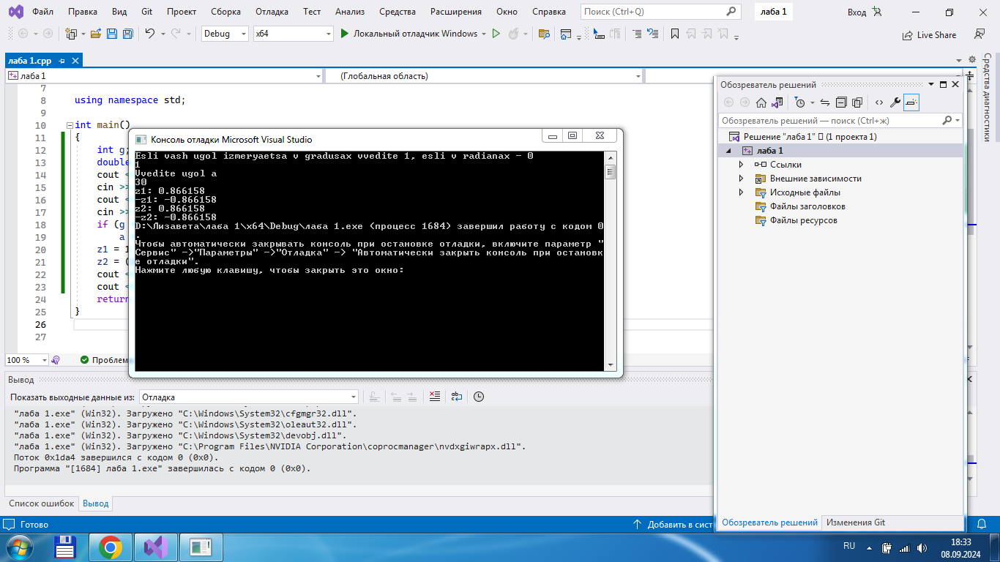 Файл Правка Вид Git Проект Сборка Отладка Тест Анализ Средства Расширения Окно Справка Поиск (Ctrl+Q) лаба 1 Вход
Debug x64 Локальный отладчик Windows Live Share
лаба 1.cpp
лаба 1 (Глобальная область)
7
8 using namespace std;
9
10 int main()
11 {
12 int g;
13 double
14 cout <
15 cin >>
16 cout <
17 cin >>
18 if (g
19 a
20 z1 = 1
21 z2 = (
22 cout <
23 cout <
24 return
25 }
26
27
100 % Проблем
Консоль отладки Microsoft Visual Studio
Esli vash ugol izmeryaetsa v gradusax vvedite 1, esli v radianax - 0
1
Vvedite ugol a
30
z1: 0.866158
-z1: -0.866158
z2: 0.866158
-z2: -0.866158
D:\Лизавета\лаба 1\x64\Debug\лаба 1.exe (процесс 1684) завершил работу с кодом 0
.
Чтобы автоматически закрывать консоль при остановке отладки, включите параметр "
Сервис" ->"Параметры" ->"Отладка" -> "Автоматически закрыть консоль при остановк
е отладки".
Нажмите любую клавишу, чтобы закрыть это окно:
Обозреватель решений
Обозреватель решений — поиск (Ctrl+ж)
Решение "лаба 1" (1 проекта 1)
лаба 1
Ссылки
Внешние зависимости
Исходные файлы
Файлы заголовков
Файлы ресурсов
Обозреватель решений Изменения Git
Средства диагностики
Вывод
Показать выходные данные из: Отладка
"лаба 1.exe" (Win32). Загружено "C:\Windows\System32\cfgmgr32.dll".
"лаба 1.exe" (Win32). Загружено "C:\Windows\System32\oleaut32.dll".
"лаба 1.exe" (Win32). Загружено "C:\Windows\System32\devobj.dll".
"лаба 1.exe" (Win32). Загружено "C:\Program Files\NVIDIA Corporation\coprocmanager\nvdxgiwrapx.dll".
Поток 0x1da4 завершился с кодом 0 (0x0).
Программа "[1684] лаба 1.exe" завершилась с кодом 0 (0x0).
Список ошибок Вывод
Готово Добавить в сист
RU 18:33
08.09.2024